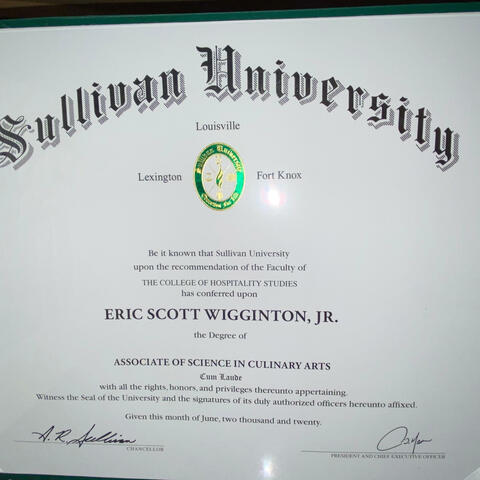 Sullivan University
Louisville
Lexington Fort Knox
Sullivan University
Be it known that Sullivan University
upon the recommendation of the Faculty of
THE COLLEGE OF HOSPITALITY STUDIES
has conferred upon
ERIC SCOTT WIGGINTON, JR.
the Degree of
ASSOCIATE OF SCIENCE IN CULINARY ARTS
Cum Laude
with all the rights, honors, and privileges thereunto appertaining.
Witness the Seal of the University and the signatures of its duly authorized officers hereunto affixed.
Given this month of June, two thousand and twenty.
A. R. Sullivan
CHANCELLOR
PRESIDENT AND CHIEF EXECUTIVE OFFICER